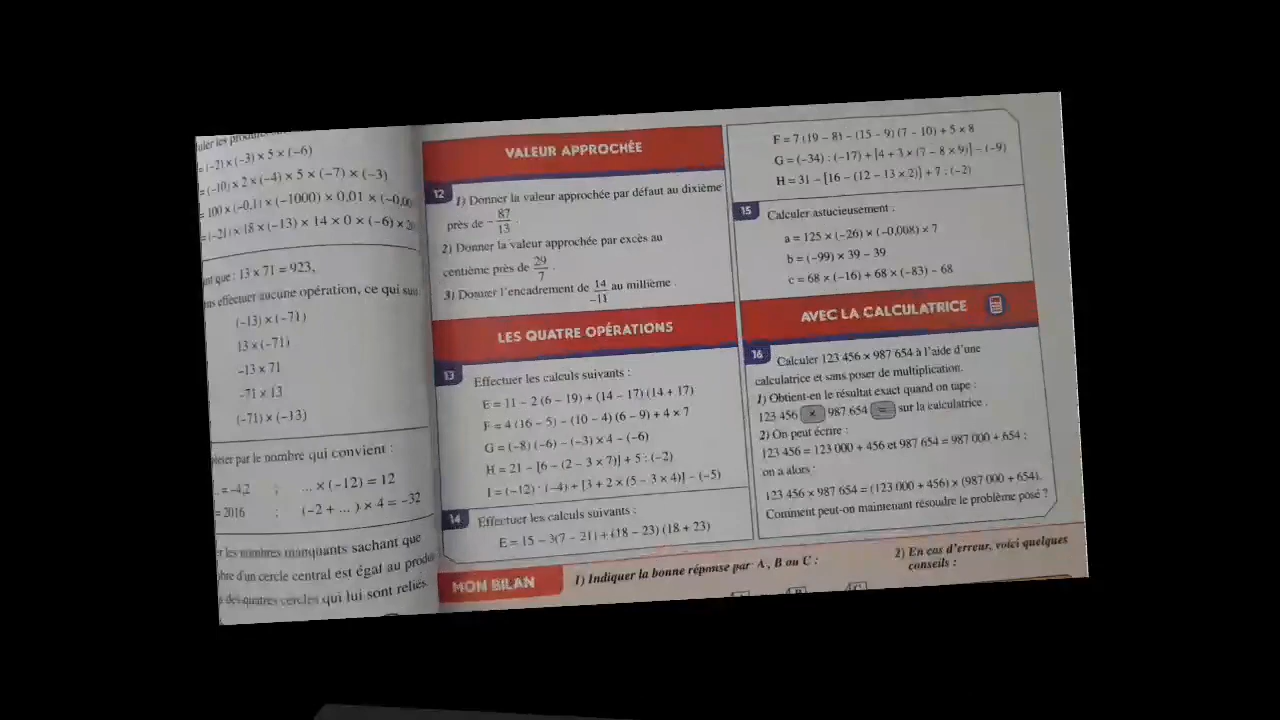 = (-2) × (-3) × 5 × (-6)
= (-10) × 2 × (-4) × 5 × (-7) × (-3)
= 100 × (-0,1) × (-1000) × 0,01 × (-0,00
= (-21) × 18 × (-13) × 14 × 0 × (-6) × 20
que : 13 × 71 = 923,
effectuer aucune opération, ce qui
(-13) × (-71)
13 × (-71)
-13 × 71
-71 × 13
(-71) × (-13)
par le nombre qui convient :
= -4,2 ; ... × (-12) = 12
= 2016 ; (-2 + ... ) × 4 = -32
les nombres manquants sachant que
d'un cercle central est égal au
des quatres cercles qui lui sont reliés.
VALEUR APPROCHÉE
12 1) Donner la valeur approchée par défaut au dixième
près de - 87/13 .
2) Donner la valeur approchée par excès au
centième près de 29/7 .
3) Donner l'encadrement de 14/-11 au millième .
LES QUATRE OPÉRATIONS
13 Effectuer les calculs suivants :
E = 11 - 2 (6 - 19) + (14 - 17) (14 + 17)
F = 4 (16 - 5) - (10 - 4) (6 - 9) + 4 × 7
G = (-8) (-6) - (-3) × 4 - (-6)
H = 21 - [6 - (2 - 3 × 7)] + 5 : (-2)
I = (-12) : (-4) + [3 + 2 × (5 - 3 × 4)] - (-5)
14 Effectuer les calculs suivants :
E = 15 - 3(7 - 21) + (18 - 23) (18 + 23)
F = 7 (19 - 8) - (15 - 9) (7 - 10) + 5 × 8
G = (-34) : (-17) + [4 + 3 × (7 - 8 × 9)] - (-9)
H = 31 - [16 - (12 - 13 × 2)] + 7 : (-2)
15 Calculer astucieusement :
a = 125 × (-26) × (-0,008) × 7
b = (-99) × 39 - 39
c = 68 × (-16) + 68 × (-83) - 68
AVEC LA CALCULATRICE
16 Calculer 123 456 × 987 654 à l'aide d'une
calculatrice et sans poser de multiplication.
1) Obtient-en le résultat exact quand on tape :
123 456 × 987 654 = sur la calculatrice .
2) On peut écrire :
123 456 = 123 000 + 456 et 987 654 = 987 000 + 654 ;
on a alors :
123 456 × 987 654 = (123 000 + 456) × (987 000 + 654).
Comment peut-on maintenant résoudre le problème posé ?
MON BILAN
1) Indiquer la bonne réponse par A , B ou C :
2) En cas d'erreur, voici quelques
conseils :
B C